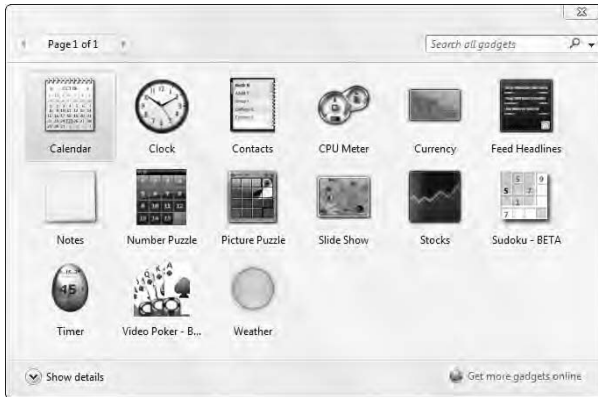 Page 1 of 1
Search all gadgets
Calendar
Clock
Contacts
CPU Meter
Currency
Feed Headlines
Notes
Number Puzzle
Picture Puzzle
Slide Show
Stocks
Sudoku - BETA
Timer
Video Poker - B...
Weather
Show details
Get more gadgets online